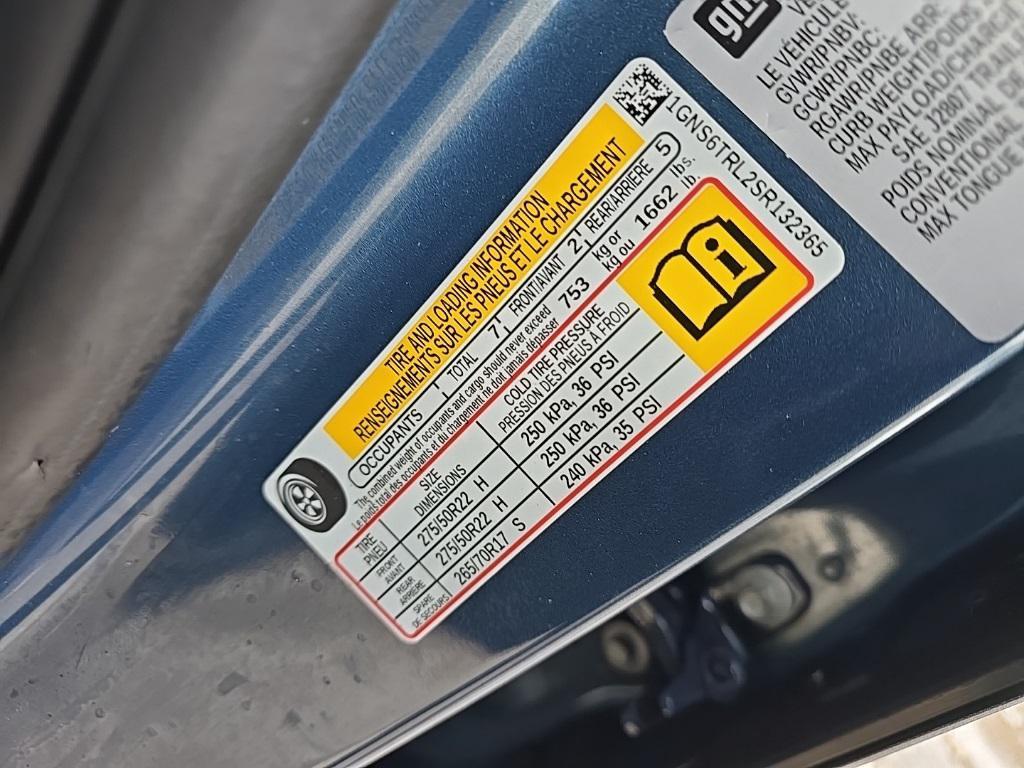 1GNS6TRL2SR132365
TIRE AND LOADING INFORMATION
RENSEIGNEMENTS SUR LES PNEUS ET LE CHARGEMENT
OCCUPANTS TOTAL 7 FRONT/AVANT 2 REAR/ARRIÈRE 5
The combined weight of occupants and cargo should never exceed 753 kg or 1662 lbs.
Le poids total des occupants et du chargement ne doit jamais dépasser kg ou lb.
TIRE SIZE COLD TIRE PRESSURE
PNEU DIMENSIONS PRESSION DES PNEUS À FROID
FRONT
AVANT 275/50R22 H 250 kPa, 36 PSI
REAR
ARRIÈRE 275/50R22 H 250 kPa, 36 PSI
SPARE
DE SECOURS 265/70R17 S 240 kPa, 35 PSI
gm
LE VÉHICULE
GVWR/PNBV:
GCWR/PNBC:
RGAWR/PNBE ARR:
CURB WEIGHT/POIDS
MAX PAYLOAD/CHARGE
SAE J2807 TRAILER
POIDS NOMINAL DE
CONVENTIONAL
MAX TONGUE